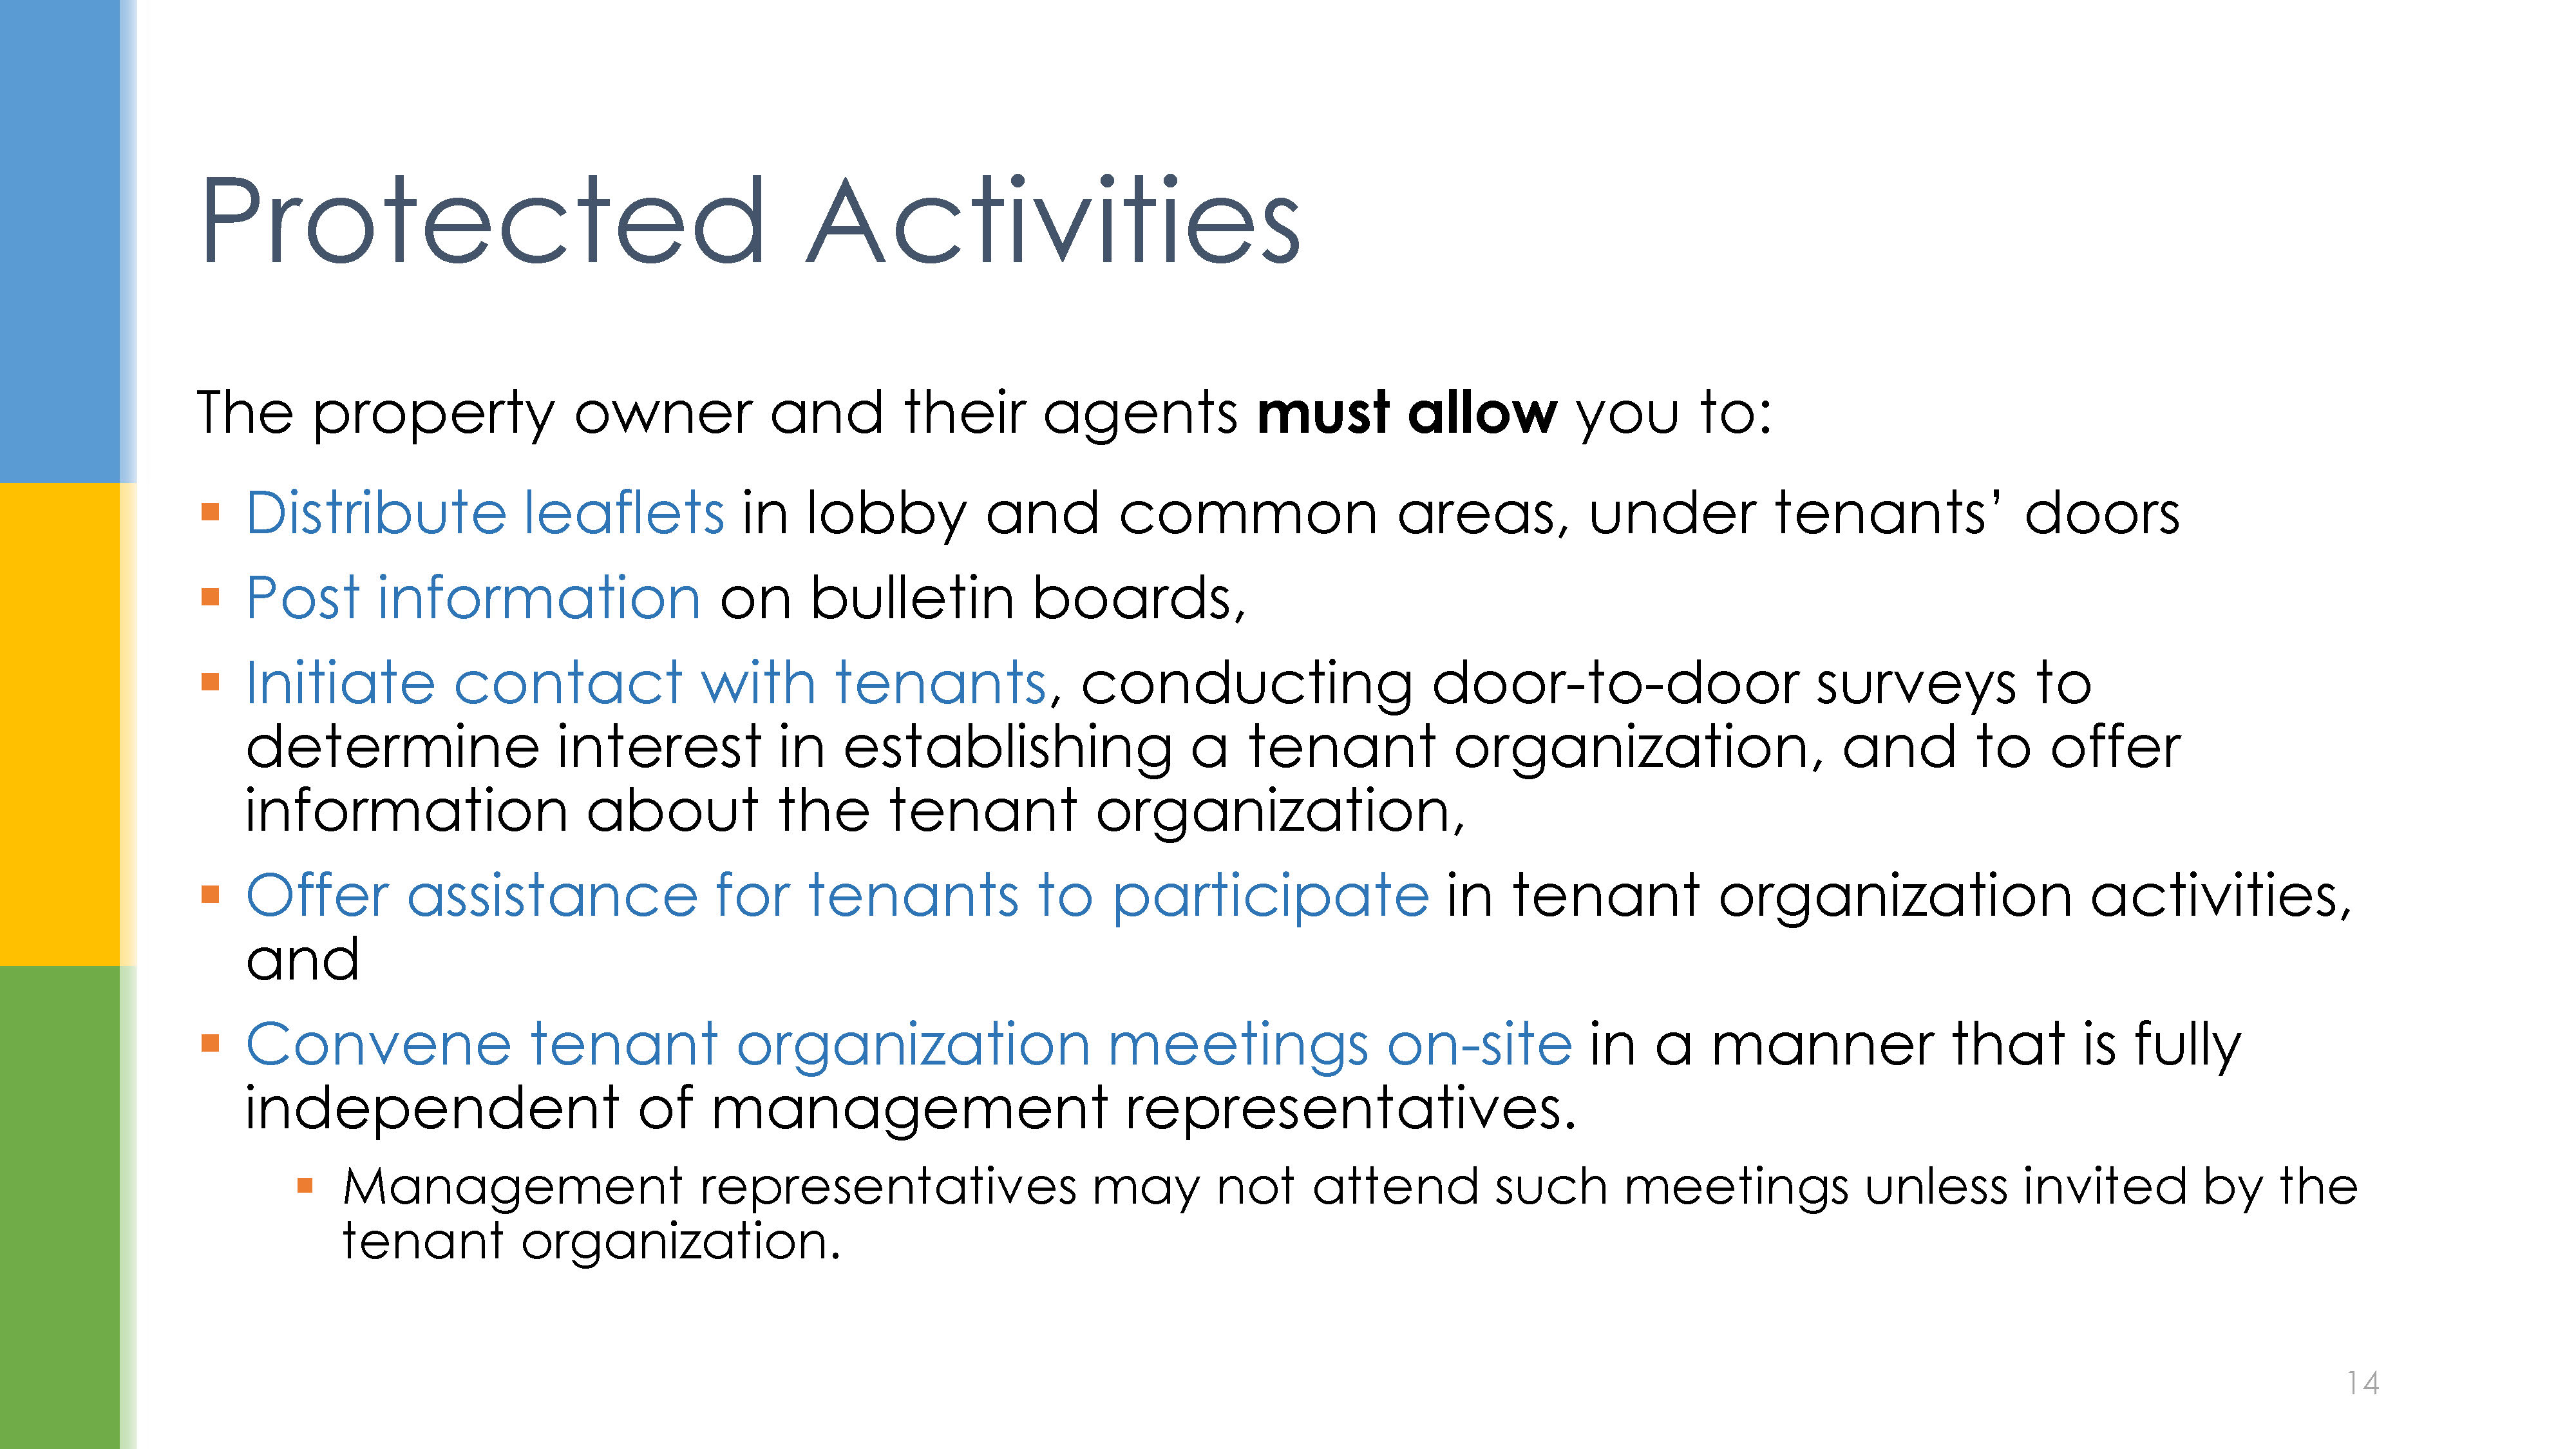 Protected Activities
The property owner and their agents must allow you to:
▪ Distribute leaflets in lobby and common areas, under tenants’ doors
▪ Post information on bulletin boards,
▪ Initiate contact with tenants, conducting door-to-door surveys to
determine interest in establishing a tenant organization, and to offer
information about the tenant organization,
▪ Offer assistance for tenants to participate in tenant organization activities,
and
▪ Convene tenant organization meetings on-site in a manner that is fully
independent of management representatives.
▪ Management representatives may not attend such meetings unless invited by the
tenant organization.
14